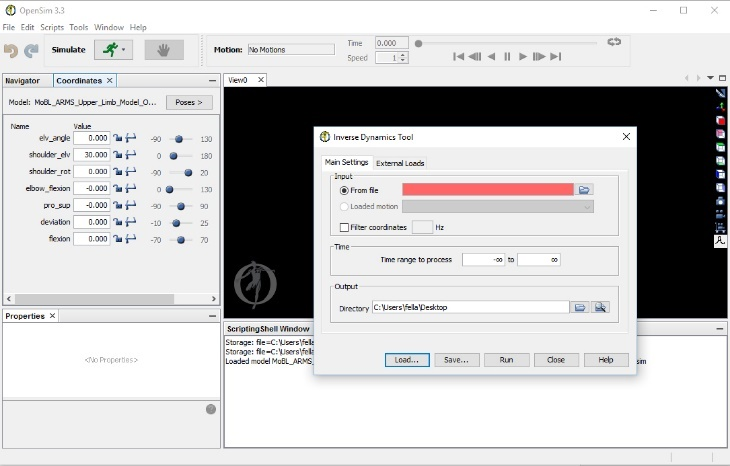 OpenSim 3.3
File Edit Scripts Tools Window Help
Simulate
Motion: No Motions
Time 0.000
Speed 1
Navigator Coordinates
View0
Model: MoBL_ARMS_Upper_Limb_Model_O... Poses >
Name Value
elv_angle 0.000 -90 130
shoulder_elv 30.000 0 180
shoulder_rot 0.000 -90 20
elbow_flexion -0.000 0 130
pro_sup -0.000 -90 90
deviation 0.000 -10 25
flexion 0.000 -70 70
Inverse Dynamics Tool
Main Settings External Loads
Input
From file
Loaded motion
Filter coordinates Hz
Time
Time range to process -∞ to ∞
Output
Directory C:\Users\fella\Desktop
Load... Save... Run Close Help
Properties
<No Properties>
ScriptingShell Window
Storage: file=C:\Users\fella
Storage: file=C:\Users\fella
Loaded model MoBL_ARMS_ sim